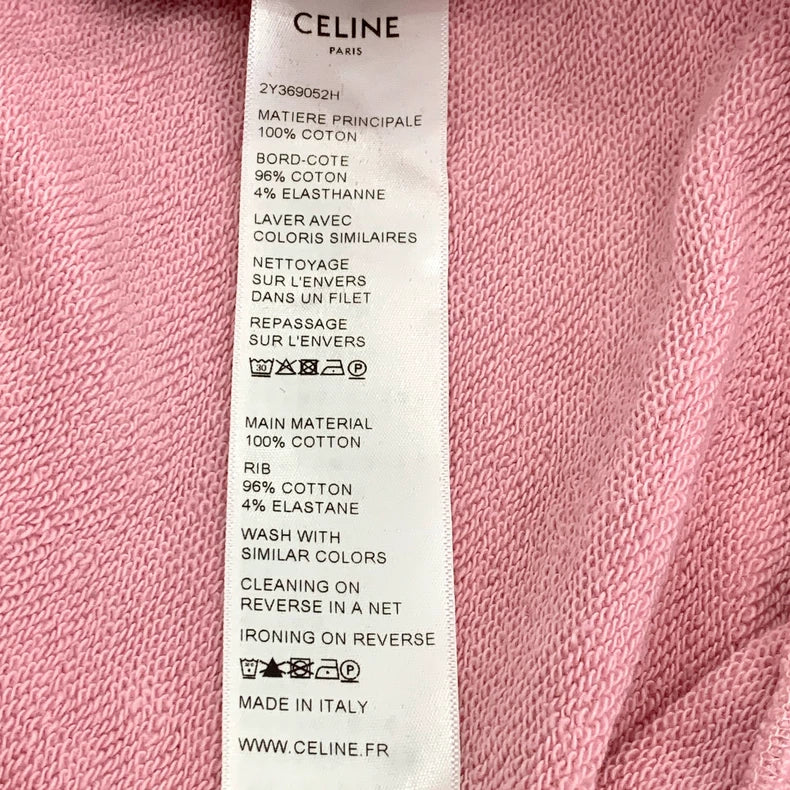 CELINE
PARIS
2Y369052H
MATIERE PRINCIPALE
100% COTON
BORD-COTE
96% COTON
4% ELASTHANNE
LAVER AVEC
COLORIS SIMILAIRES
NETTOYAGE
SUR L'ENVERS
DANS UN FILET
REPASSAGE
SUR L'ENVERS
30 P
MAIN MATERIAL
100% COTTON
RIB
96% COTTON
4% ELASTANE
WASH WITH
SIMILAR COLORS
CLEANING ON
REVERSE IN A NET
IRONING ON REVERSE
P
MADE IN ITALY
WWW.CELINE.FR